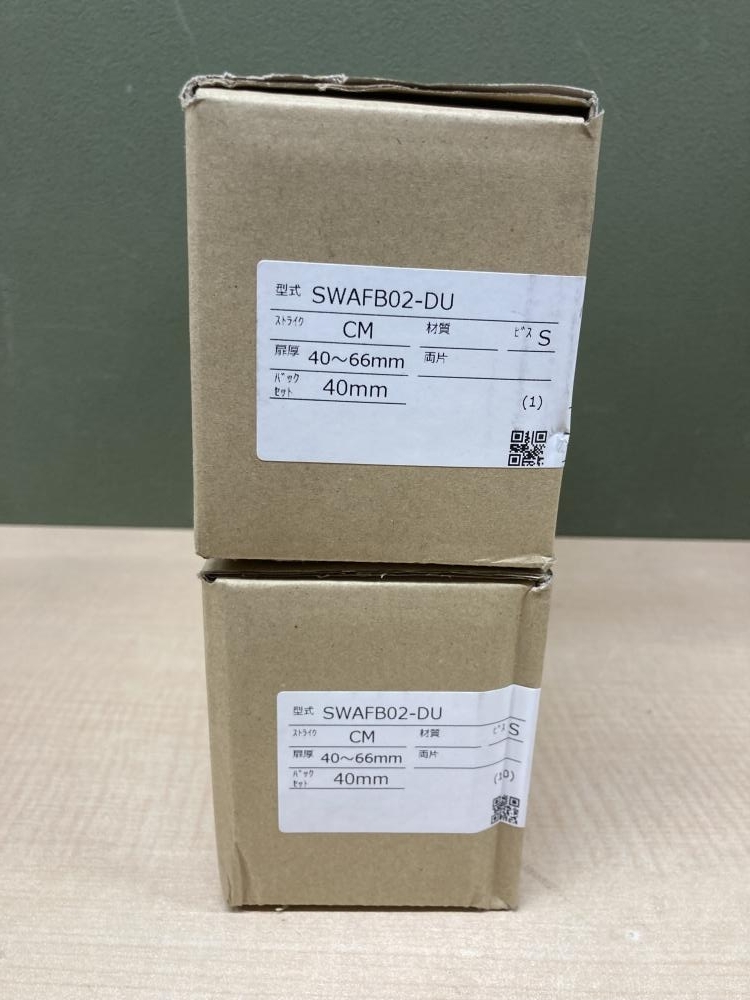 型式 SWAFB02-DU
ストライク CM 材質 ビス S
扉厚 40～66mm 両片
バック
セット 40mm
(1)
型式 SWAFB02-DU
ストライク CM 材質 ビス S
扉厚 40～66mm 両片
バック
セット 40mm
(10)